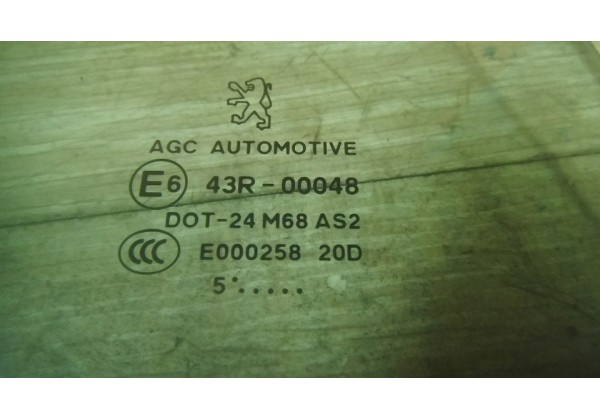 AGC AUTOMOTIVE
E6 43R-00048
DOT-24 M68 AS2
CCC E000258 20D
5•.....